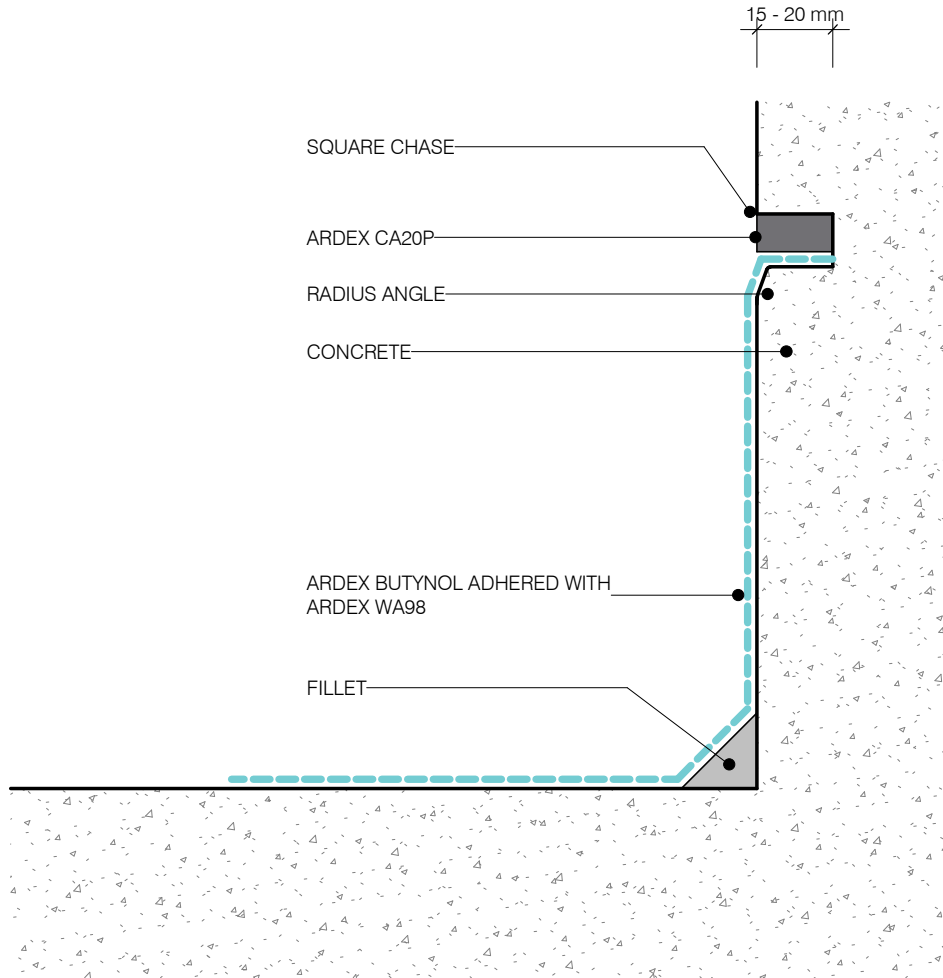 15 - 20 mm
SQUARE CHASE
ARDEX CA20P
RADIUS ANGLE
CONCRETE
ARDEX BUTYNOL ADHERED WITH
ARDEX WA98
FILLET